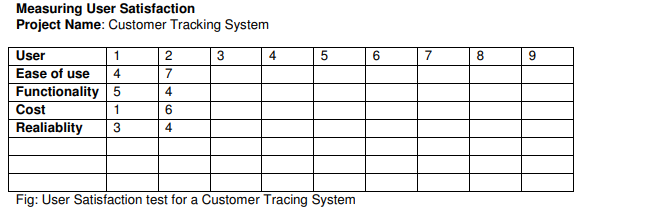 Measuring User Satisfaction
Project Name: Customer Tracking System
User 1 2 3 4 5 6 7 8 9
Ease of use 4 7
Functionality 5 4
Cost 1 6
Realiablity 3 4
Fig: User Satisfaction test for a Customer Tracing System